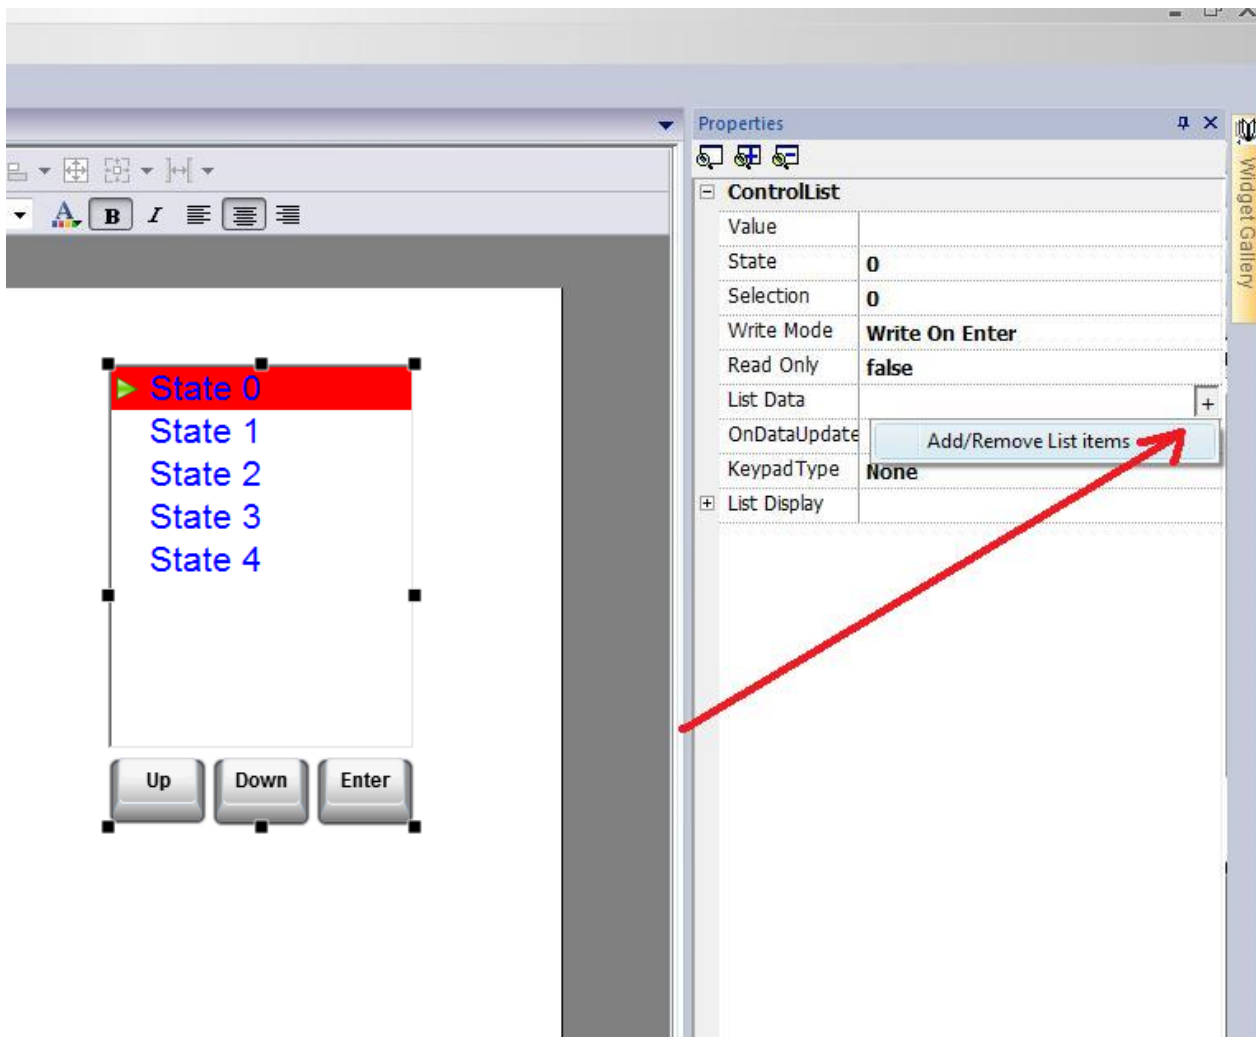 Properties
Widget Gallery
ControlList
Value
State 0
Selection 0
Write Mode Write On Enter
Read Only false
List Data +
OnDataUpdate
Add/Remove List items
KeypadType None
List Display
A B I
State 0
State 1
State 2
State 3
State 4
Up Down Enter